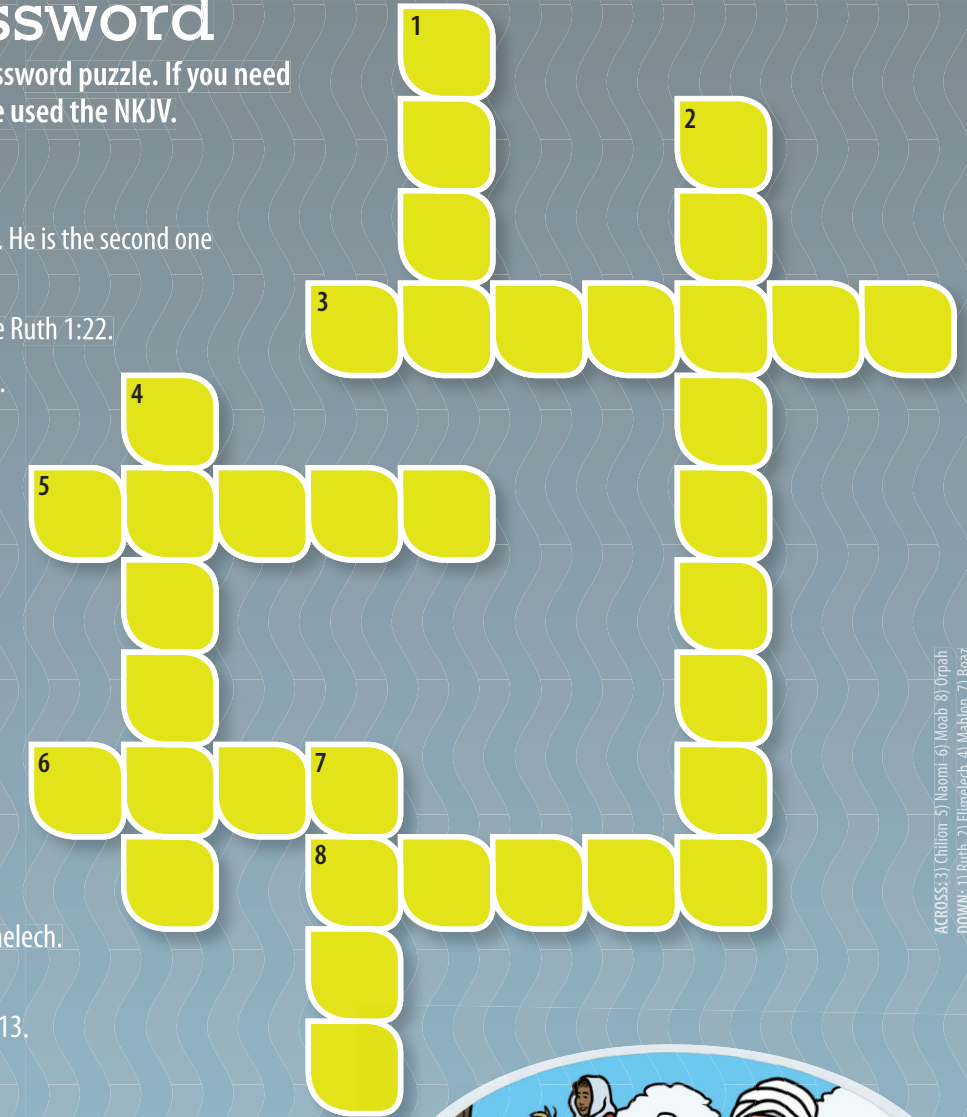 ssword
ssword puzzle. If you need
e used the NKJV.
. He is the second one
e Ruth 1:22.
.
nelech.
13.
1
2
3
4
5
6
7
8
ACROSS: 3) Chilion 5) Naomi 6) Moab 8) Orpah
DOWN: 1) Ruth 2) Elimelech 4) Mahlon 7) Boaz